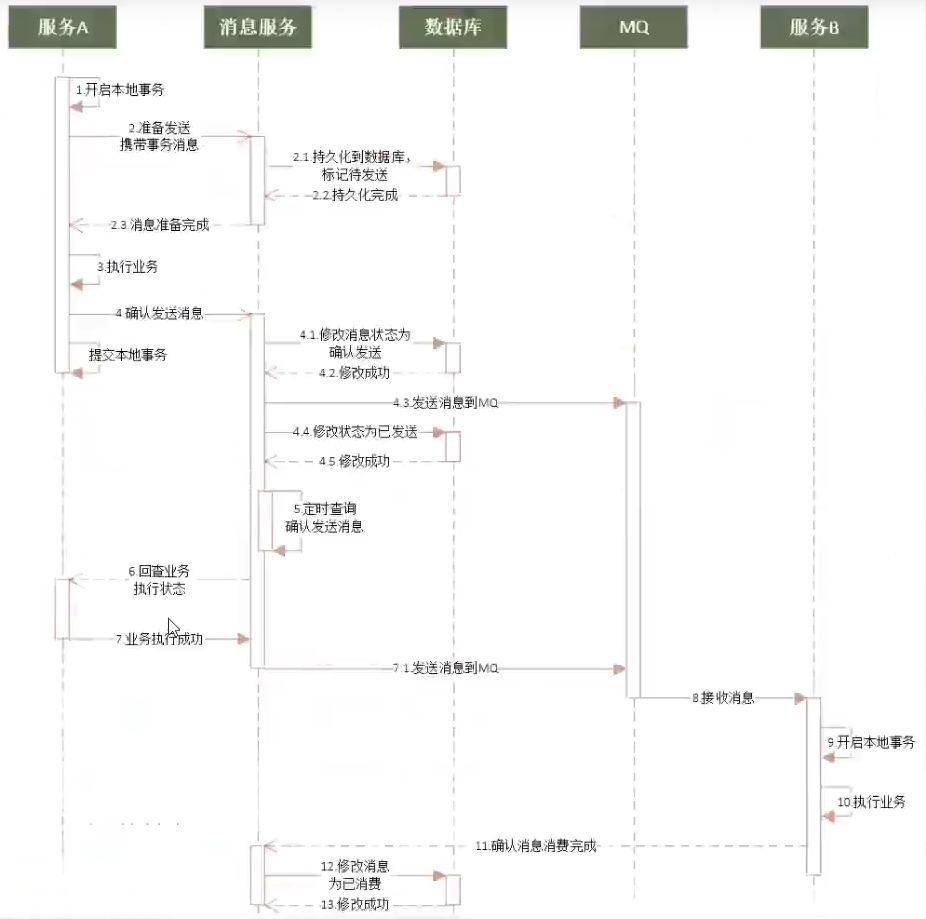 服务A
消息服务
数据库
MQ
服务B
1.开启本地事务
2.准备发送
携带事务消息
2.1.持久化到数据库，
标记待发送
2.2.持久化完成
2.3.消息准备完成
3.执行业务
4.确认发送消息
4.1.修改消息状态为
确认发送
提交本地事务
4.2.修改成功
4.3.发送消息到MQ
4.4.修改状态为已发送
4.5.修改成功
5.定时查询
确认发送消息
6.回查业务
执行状态
7.业务执行成功
7.1.发送消息到MQ
8.接收消息
9.开启本地事务
10.执行业务
11.确认消息消费完成
12.修改消息
为已消费
13.修改成功